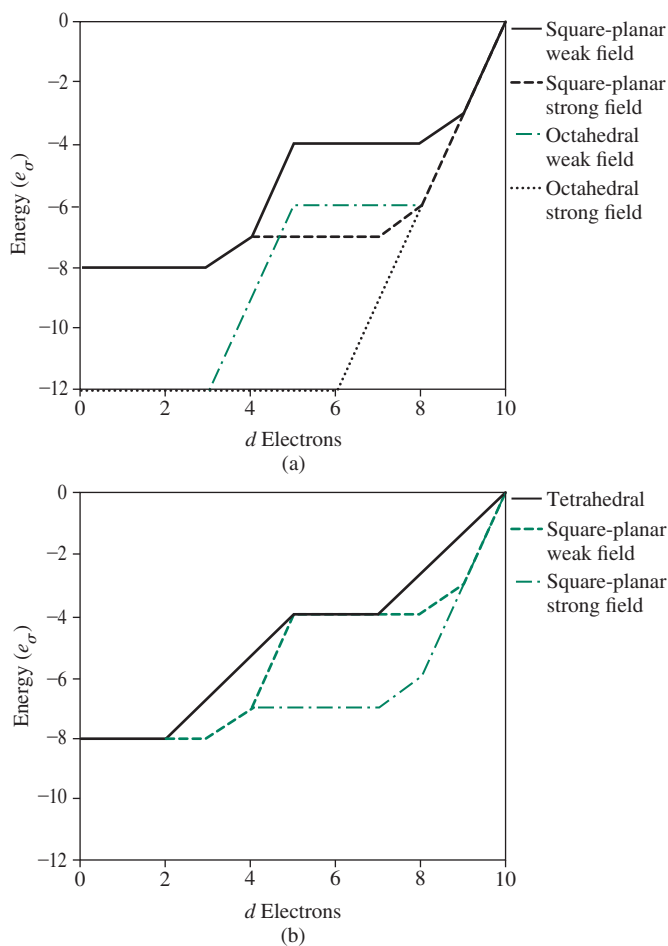 0
−2
−4
−6
−8
−10
−12
Energy (eσ)
0
2
4
6
8
10
d Electrons
(a)
Square-planar
weak field
Square-planar
strong field
Octahedral
weak field
Octahedral
strong field
0
−2
−4
−6
−8
−10
−12
Energy (eσ)
0
2
4
6
8
10
d Electrons
(b)
Tetrahedral
Square-planar
weak field
Square-planar
strong field